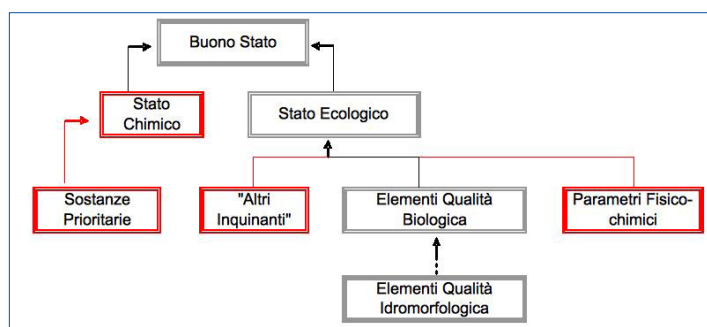 Buono Stato
Stato
Chimico
Stato Ecologico
Sostanze
Prioritarie
"Altri
Inquinanti"
Elementi Qualità
Biologica
Parametri Fisico-
chimici
Elementi Qualità
Idromorfologica